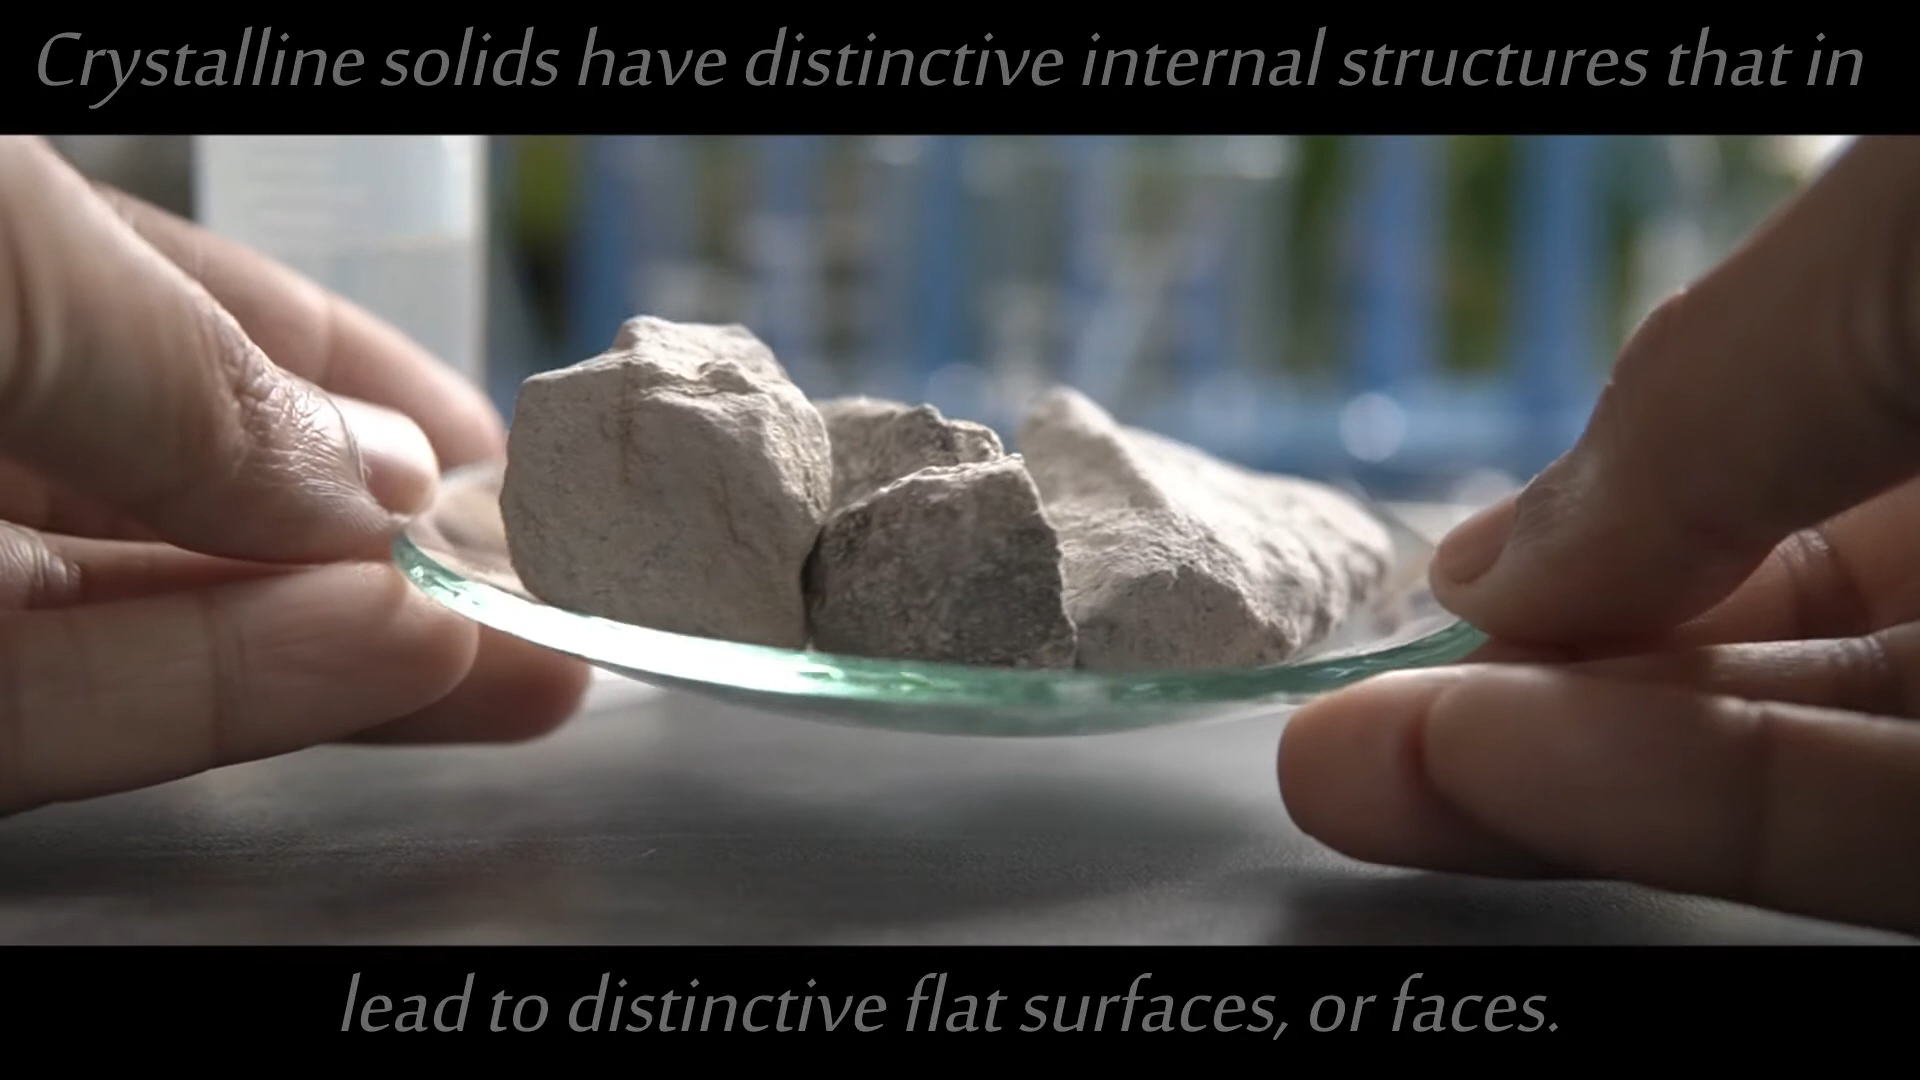 Crystalline solids have distinctive internal structures that in
lead to distinctive flat surfaces, or faces.